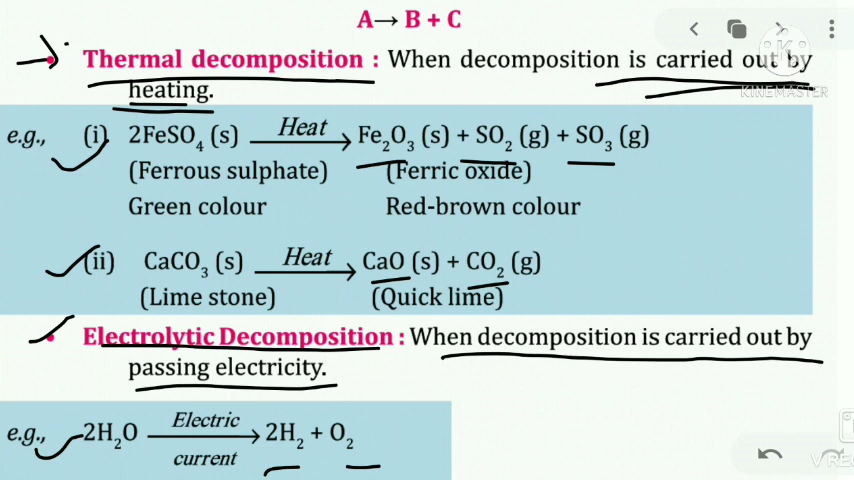 A→ B + C
Thermal decomposition : When decomposition is carried out by
heating.
KINEMASTER
e.g., (i) 2FeSO₄ (s) Heat → Fe₂O₃ (s) + SO₂ (g) + SO₃ (g)
(Ferrous sulphate) (Ferric oxide)
Green colour Red-brown colour
(ii) CaCO₃ (s) Heat → CaO (s) + CO₂ (g)
(Lime stone) (Quick lime)
Electrolytic Decomposition : When decomposition is carried out by
passing electricity.
e.g., 2H₂O Electric current → 2H₂ + O₂